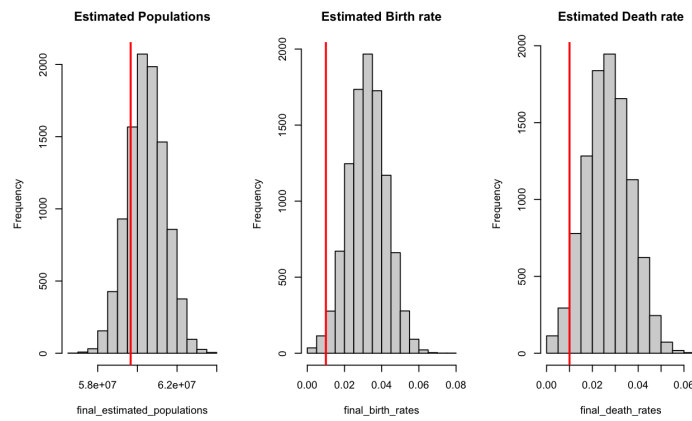 Estimated Populations
Frequency
0
500
1000
1500
2000
5.8e+07
6.2e+07
final_estimated_populations
Estimated Birth rate
Frequency
0
500
1000
1500
2000
0.00
0.02
0.04
0.06
0.08
final_birth_rates
Estimated Death rate
Frequency
0
500
1000
1500
2000
0.00
0.02
0.04
0.06
final_death_rates